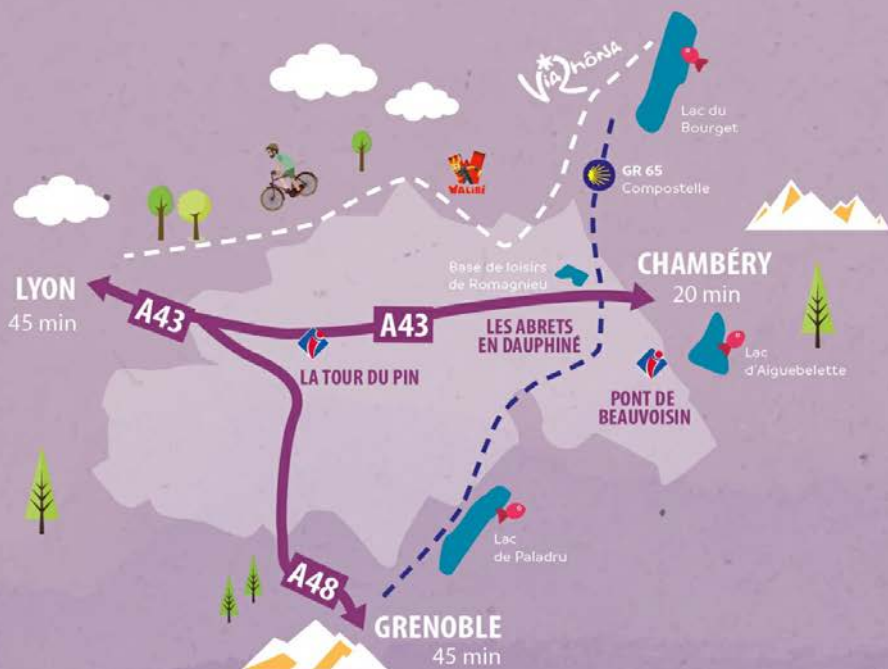 ViaRhôna
Lac du
Bourget
GR 65
Compostelle
WALIBI
Base de loisirs
de Romagnieu
CHAMBÉRY
20 min
LYON
45 min
A43
A43
LES ABRETS
EN DAUPHINÉ
LA TOUR DU PIN
Lac
d'Aiguebelette
PONT DE
BEAUVOISIN
Lac
de Paladru
A48
GRENOBLE
45 min